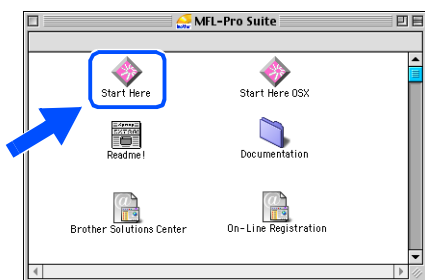 MFL-Pro Suite
Start Here
Start Here OSX
Readme!
Documentation
Brother Solutions Center
On-Line Registration